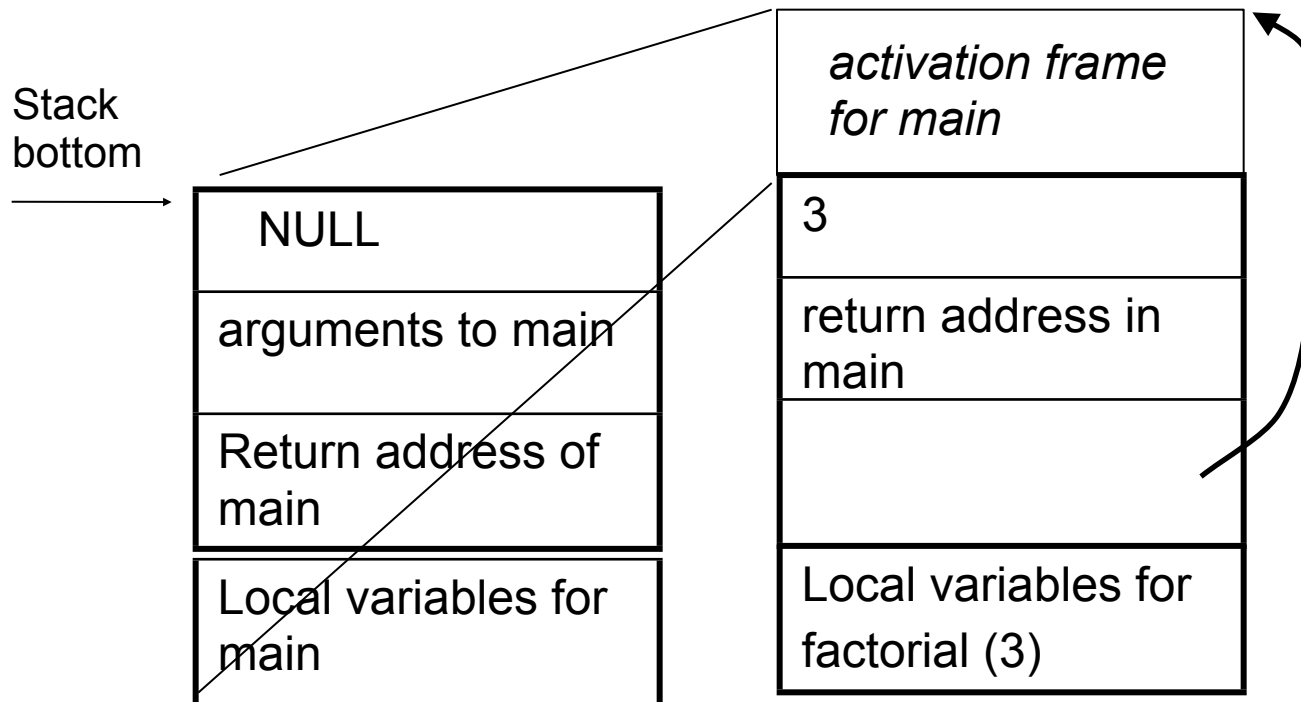 Stack
bottom
NULL
arguments to main
Return address of
main
Local variables for
main
activation frame
for main
3
return address in
main
Local variables for
factorial (3)